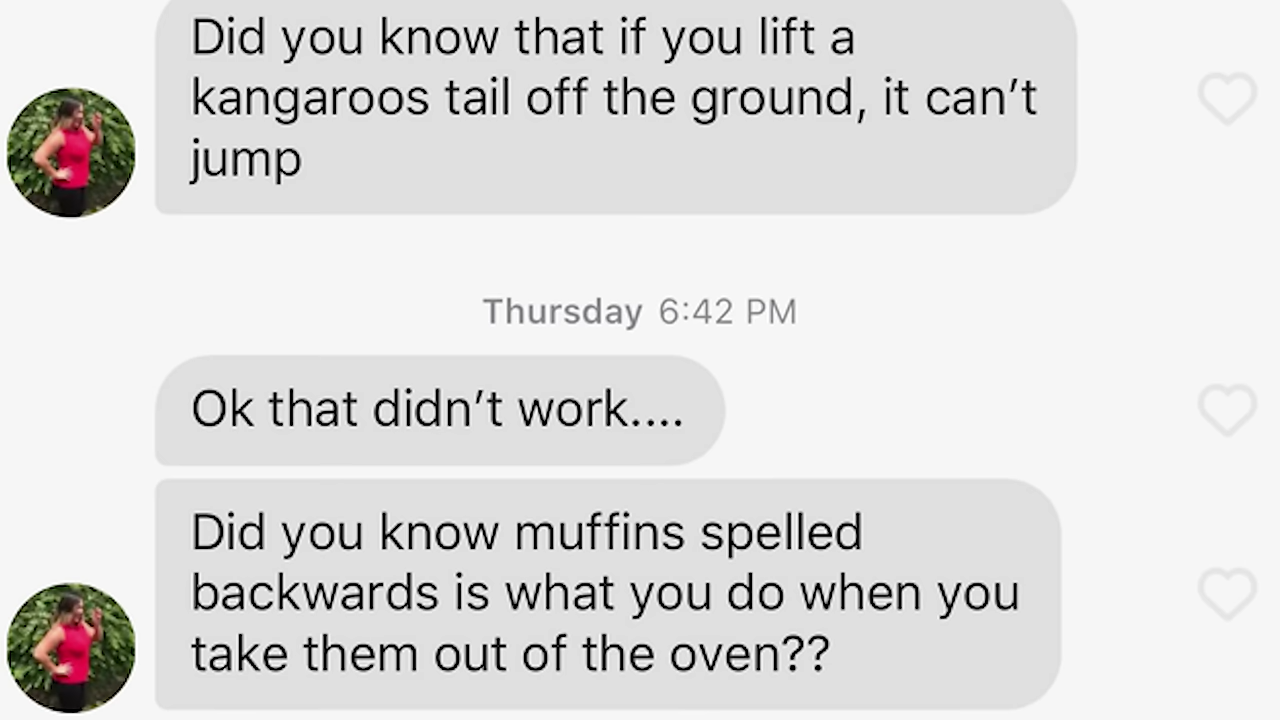 Did you know that if you lift a
kangaroos tail off the ground, it can’t
jump
Thursday 6:42 PM
Ok that didn’t work....
Did you know muffins spelled
backwards is what you do when you
take them out of the oven??